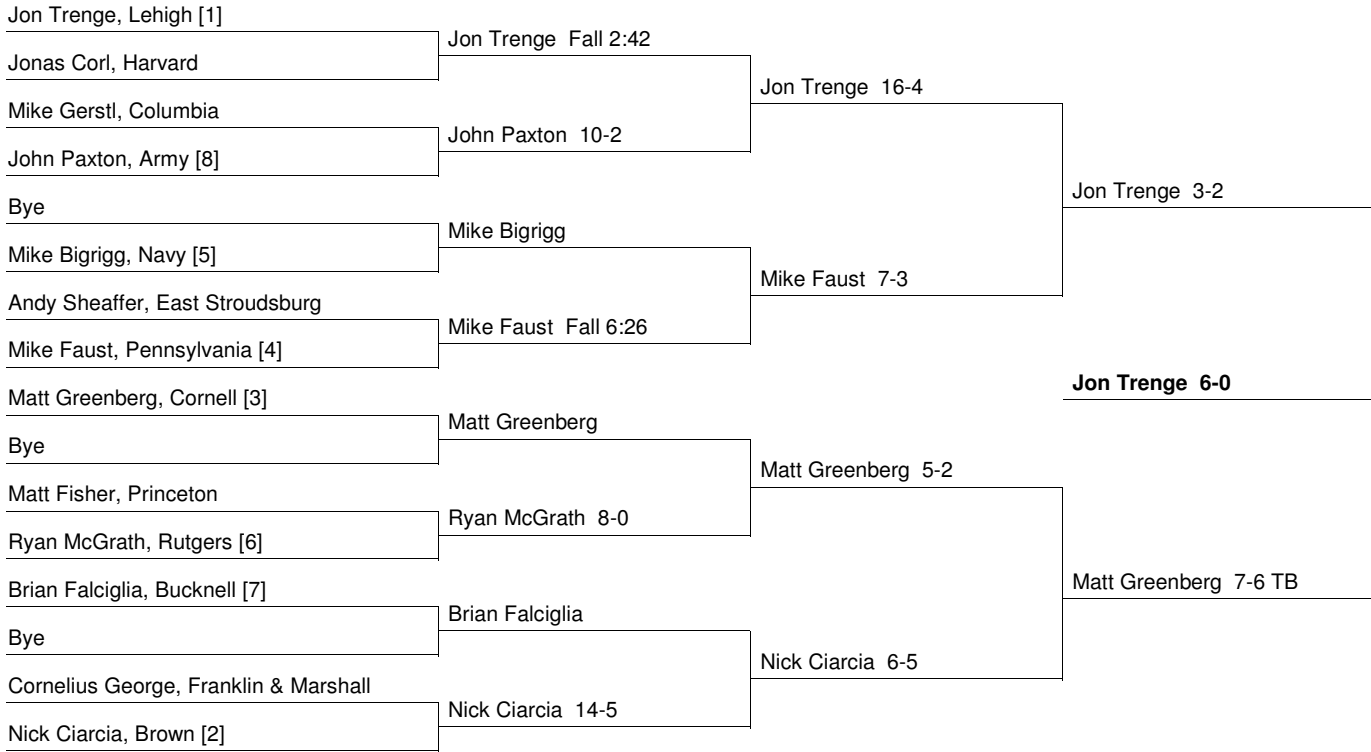 Jon Trenge, Lehigh [1]
Jonas Corl, Harvard
Mike Gerstl, Columbia
John Paxton, Army [8]
Bye
Mike Bigrigg, Navy [5]
Andy Sheaffer, East Stroudsburg
Mike Faust, Pennsylvania [4]
Matt Greenberg, Cornell [3]
Bye
Matt Fisher, Princeton
Ryan McGrath, Rutgers [6]
Brian Falciglia, Bucknell [7]
Bye
Cornelius George, Franklin & Marshall
Nick Ciarcia, Brown [2]
Jon Trenge Fall 2:42
John Paxton 10-2
Mike Bigrigg
Mike Faust Fall 6:26
Matt Greenberg
Ryan McGrath 8-0
Brian Falciglia
Nick Ciarcia 14-5
Jon Trenge 16-4
Mike Faust 7-3
Matt Greenberg 5-2
Nick Ciarcia 6-5
Jon Trenge 3-2
Jon Trenge 6-0
Matt Greenberg 7-6 TB